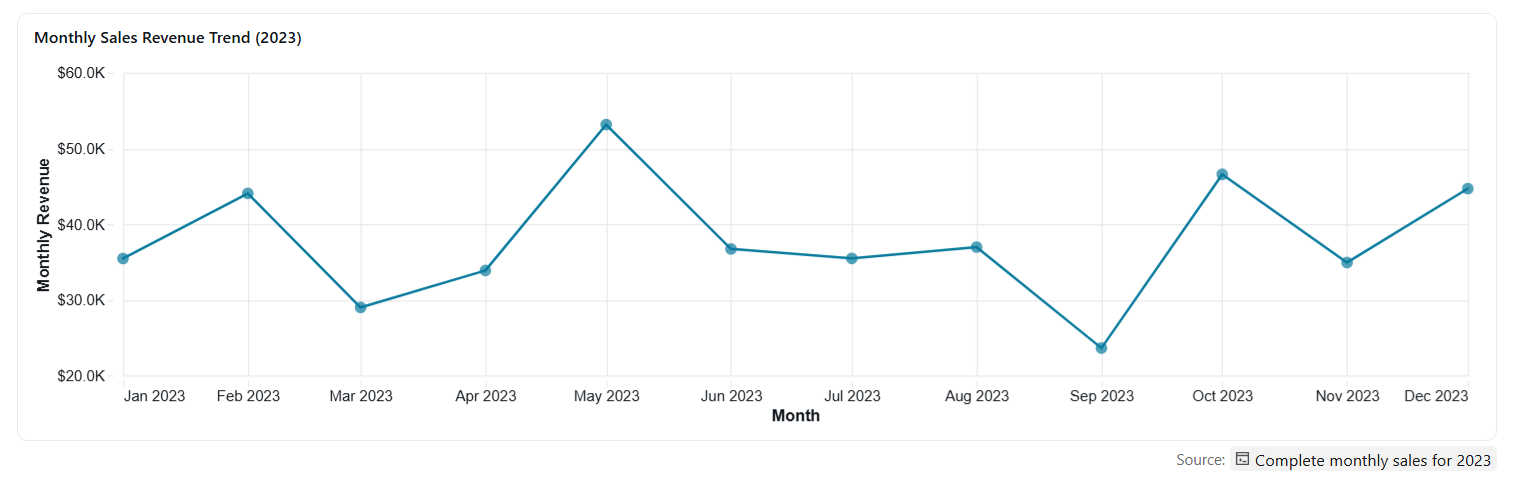 Monthly Sales Revenue Trend (2023)
$60.0K
$50.0K
$40.0K
$30.0K
$20.0K
Monthly Revenue
Jan 2023 Feb 2023 Mar 2023 Apr 2023 May 2023 Jun 2023 Jul 2023 Aug 2023 Sep 2023 Oct 2023 Nov 2023 Dec 2023
Month
Source: Complete monthly sales for 2023